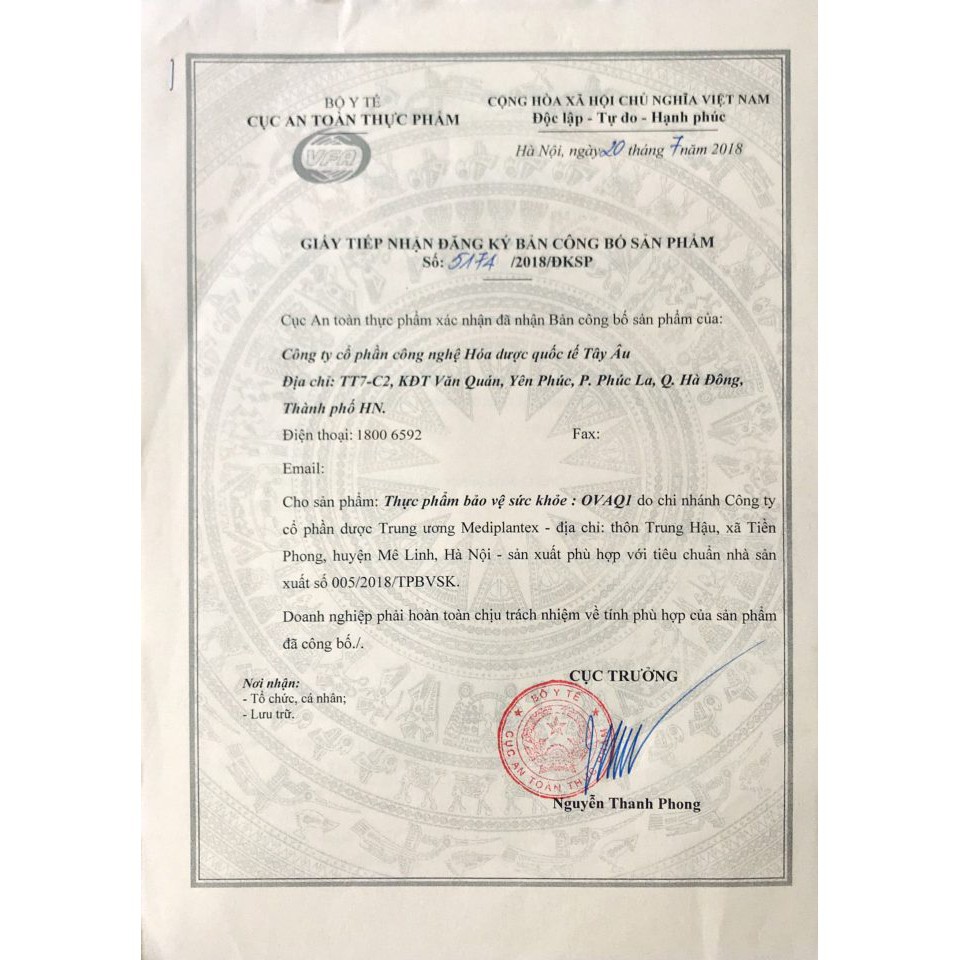 BỘ Y TẾ
CỤC AN TOÀN THỰC PHẨM
VFA
CỘNG HÒA XÃ HỘI CHỦ NGHĨA VIỆT NAM
Độc lập - Tự do - Hạnh phúc
Hà Nội, ngày 20 tháng 7 năm 2018
GIẤY TIẾP NHẬN ĐĂNG KÝ BẢN CÔNG BỐ SẢN PHẨM
Số: 5174 /2018/ĐKSP
Cục An toàn thực phẩm xác nhận đã nhận Bản công bố sản phẩm của:
Công ty cổ phần công nghệ Hóa dược quốc tế Tây Âu
Địa chỉ: TT7-C2, KĐT Văn Quán, Yên Phúc, P. Phúc La, Q. Hà Đông,
Thành phố HN.
Điện thoại: 1800 6592 Fax:
Email:
Cho sản phẩm: Thực phẩm bảo vệ sức khỏe : OVAQ1 do chi nhánh Công ty
cổ phần dược Trung ương Mediplantex - địa chỉ: thôn Trung Hậu, xã Tiền
Phong, huyện Mê Linh, Hà Nội - sản xuất phù hợp với tiêu chuẩn nhà sản
xuất số 005/2018/TPBVSK.
Doanh nghiệp phải hoàn toàn chịu trách nhiệm về tính phù hợp của sản phẩm
đã công bố./.
Nơi nhận:
- Tổ chức, cá nhân;
- Lưu trữ.
CỤC TRƯỞNG
BỘ Y TẾ
CỤC AN TOÀN
Nguyễn Thanh Phong